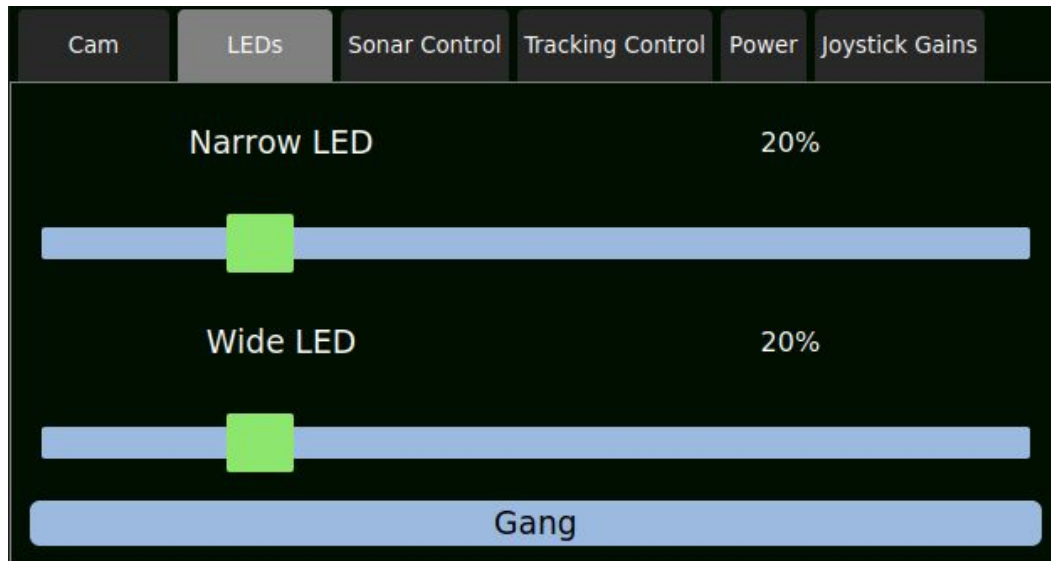 Cam LEDs Sonar Control Tracking Control Power Joystick Gains
Narrow LED 20%
Wide LED 20%
Gang